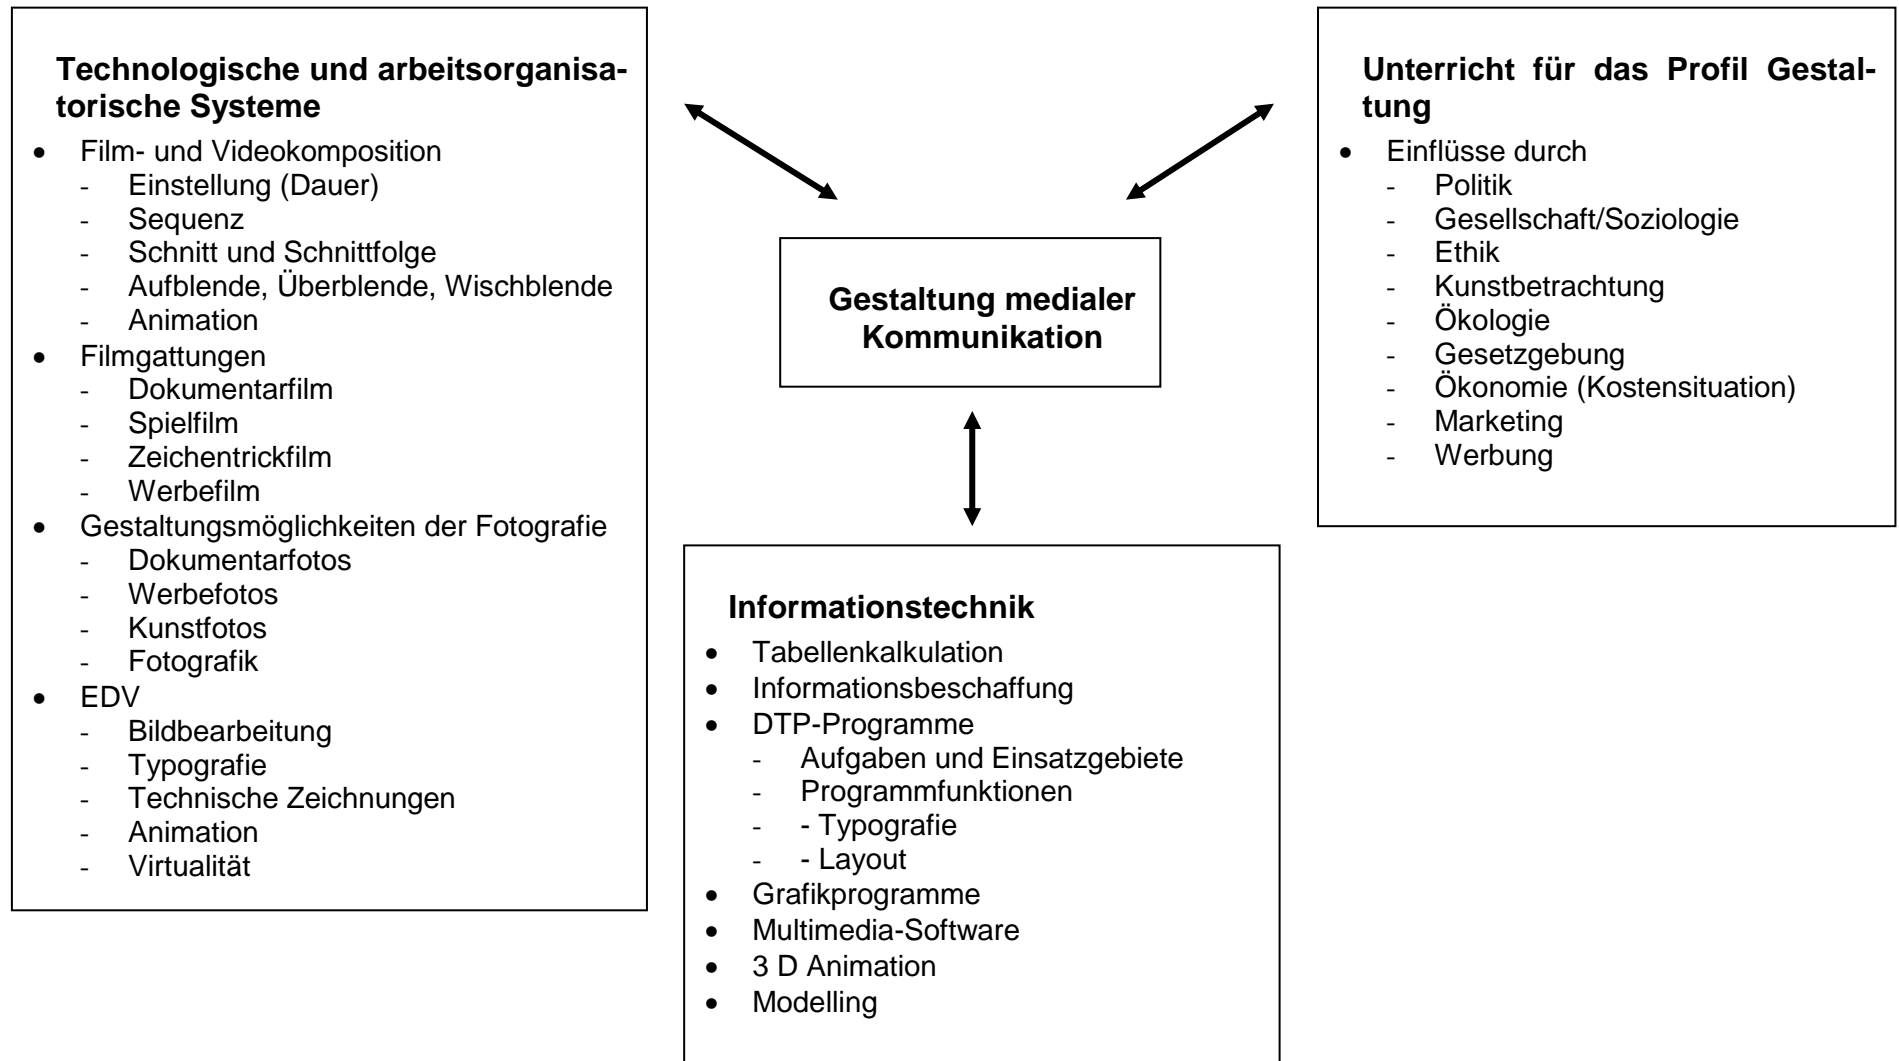 Technologische und arbeitsorganisa-
torische Systeme
• Film- und Videokomposition
- Einstellung (Dauer)
- Sequenz
- Schnitt und Schnittfolge
- Aufblende, Überblende, Wischblende
- Animation
• Filmgattungen
- Dokumentarfilm
- Spielfilm
- Zeichentrickfilm
- Werbefilm
• Gestaltungsmöglichkeiten der Fotografie
- Dokumentarfotos
- Werbefotos
- Kunstfotos
- Fotografik
• EDV
- Bildbearbeitung
- Typografie
- Technische Zeichnungen
- Animation
- Virtualität
Gestaltung medialer
Kommunikation
Unterricht für das Profil Gestal-
tung
• Einflüsse durch
- Politik
- Gesellschaft/Soziologie
- Ethik
- Kunstbetrachtung
- Ökologie
- Gesetzgebung
- Ökonomie (Kostensituation)
- Marketing
- Werbung
Informationstechnik
• Tabellenkalkulation
• Informationsbeschaffung
• DTP-Programme
- Aufgaben und Einsatzgebiete
- Programmfunktionen
- - Typografie
- - Layout
• Grafikprogramme
• Multimedia-Software
• 3 D Animation
• Modelling